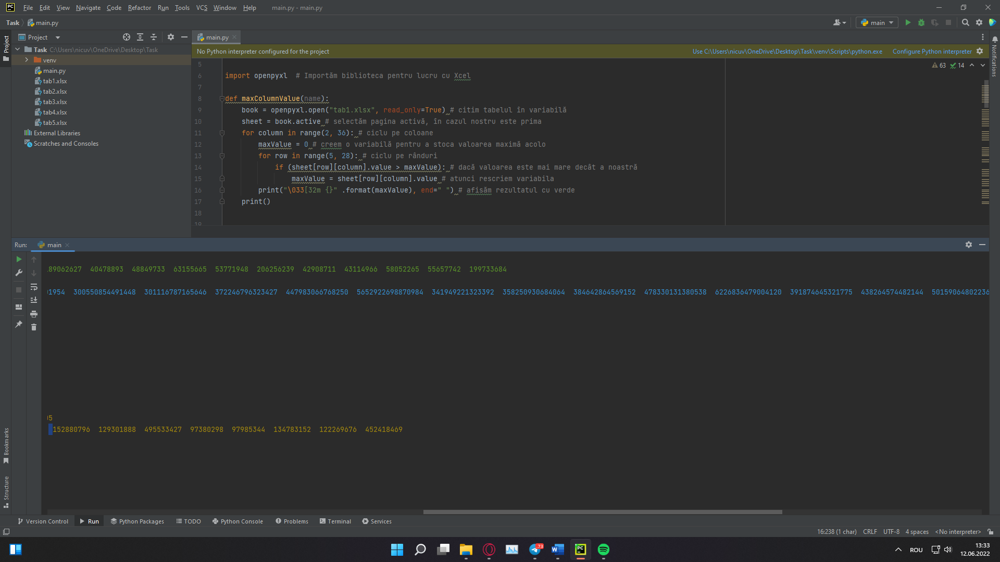 PC File Edit View Navigate Code Refactor Run Tools VCS Window Help main.py - main.py
Task main.py main
Project main.py
No Python interpreter configured for the project Use C:\Users\nicuv\OneDrive\Desktop\Task\venv\Scripts\python.exe Configure Python interpreter
Project
Task C:\Users\nicuv\OneDrive\Desktop\Task
venv
main.py
tab1.xlsx
tab2.xlsx
tab3.xlsx
tab4.xlsx
tab5.xlsx
External Libraries
Scratches and Consoles
Notifications
63 14
5
6 import openpyxl # Importăm biblioteca pentru lucru cu Xcel
7
8 def maxColumnValue(name):
9 book = openpyxl.open("tab1.xlsx", read_only=True) # citim tabelul în variabilă
10 sheet = book.active # selectăm pagina activă, în cazul nostru este prima
11 for column in range(2, 36): # ciclu pe coloane
12 maxValue = 0 # creem o variabilă pentru a stoca valoarea maximă acolo
13 for row in range(5, 28): # ciclu pe rânduri
14 if (sheet[row][column].value > maxValue): # dacă valoarea este mai mare decât a noastră
15 maxValue = sheet[row][column].value # atunci rescriem variabila
16 print("\033[32m {}" .format(maxValue), end=" ") # afisăm rezultatul cu verde
17 print()
18
19
Run: main
89062627 40478893 48849733 63155665 53771948 206256239 42908711 43114966 58052265 55657742 199733684
1954 300550854491448 301116787165646 372246796323427 447983066768250 5652922698870984 341949221323392 358250930684064 384642864569152 478330131380538 6226836479004120 391874645321775 438264574482144 50159064802236
5
152880796 129301888 495533427 97380298 97985344 134783152 122269676 452418469
Bookmarks
Structure
Version Control Run Python Packages TODO Python Console Problems Terminal Services
16:238 (1 char) CRLF UTF-8 4 spaces <No interpreter>
73 W PC ROU 13:33
12.06.2022